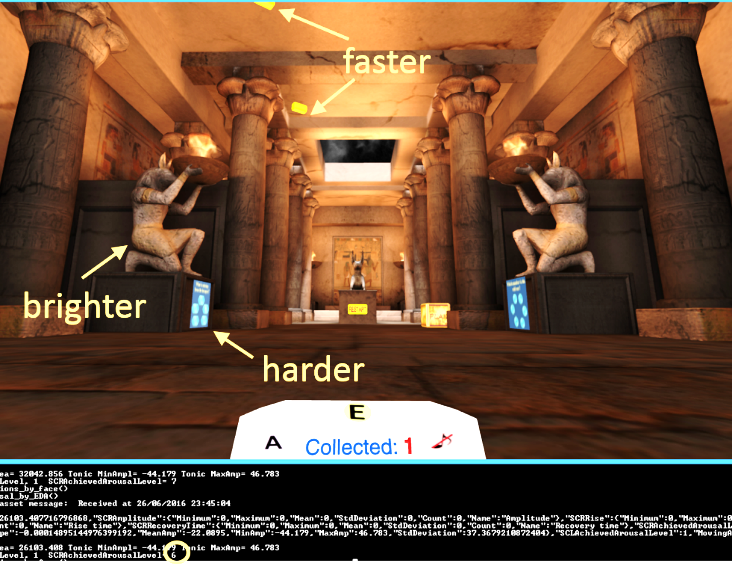 faster
brighter
harder
E
A Collected: 1
ea= 32042.856 Tonic MinAmpl= -44.179 Tonic MaxAmp= 46.783
Level, 1 SCRAchievedArousalLevel= 7
ions_by_face()
sal_by_EDA()
asset message: Received at 26/06/2016 23:45:04
26103.407716796068,"SCRAmplitude":{"Minimum":0,"Maximum":0,"Mean":0,"StdDeviation":0,"Count":0,"Name":"Amplitude"},"SCRRise":{"Minimum":0,"Maximum":0
nt":0,"Name":"Rise time"},"SCRRecoveryTime":{"Minimum":0,"Maximum":0,"Mean":0,"StdDeviation":0,"Count":0,"Name":"Recovery time"},"SCRAchievedArousalL
pe":-0.00014895144976399192,"MeanAmp":-22.0895,"MinAmp":-44.179,"MaxAmp":46.783,"StdDeviation":37.3679210872404},"SCLAchievedArousalLevel":1,"MovingA
ea= 26103.408 Tonic MinAmpl= -44.179 Tonic MaxAmp= 46.783
Level, 1 SCRAchievedArousalLevel= 6